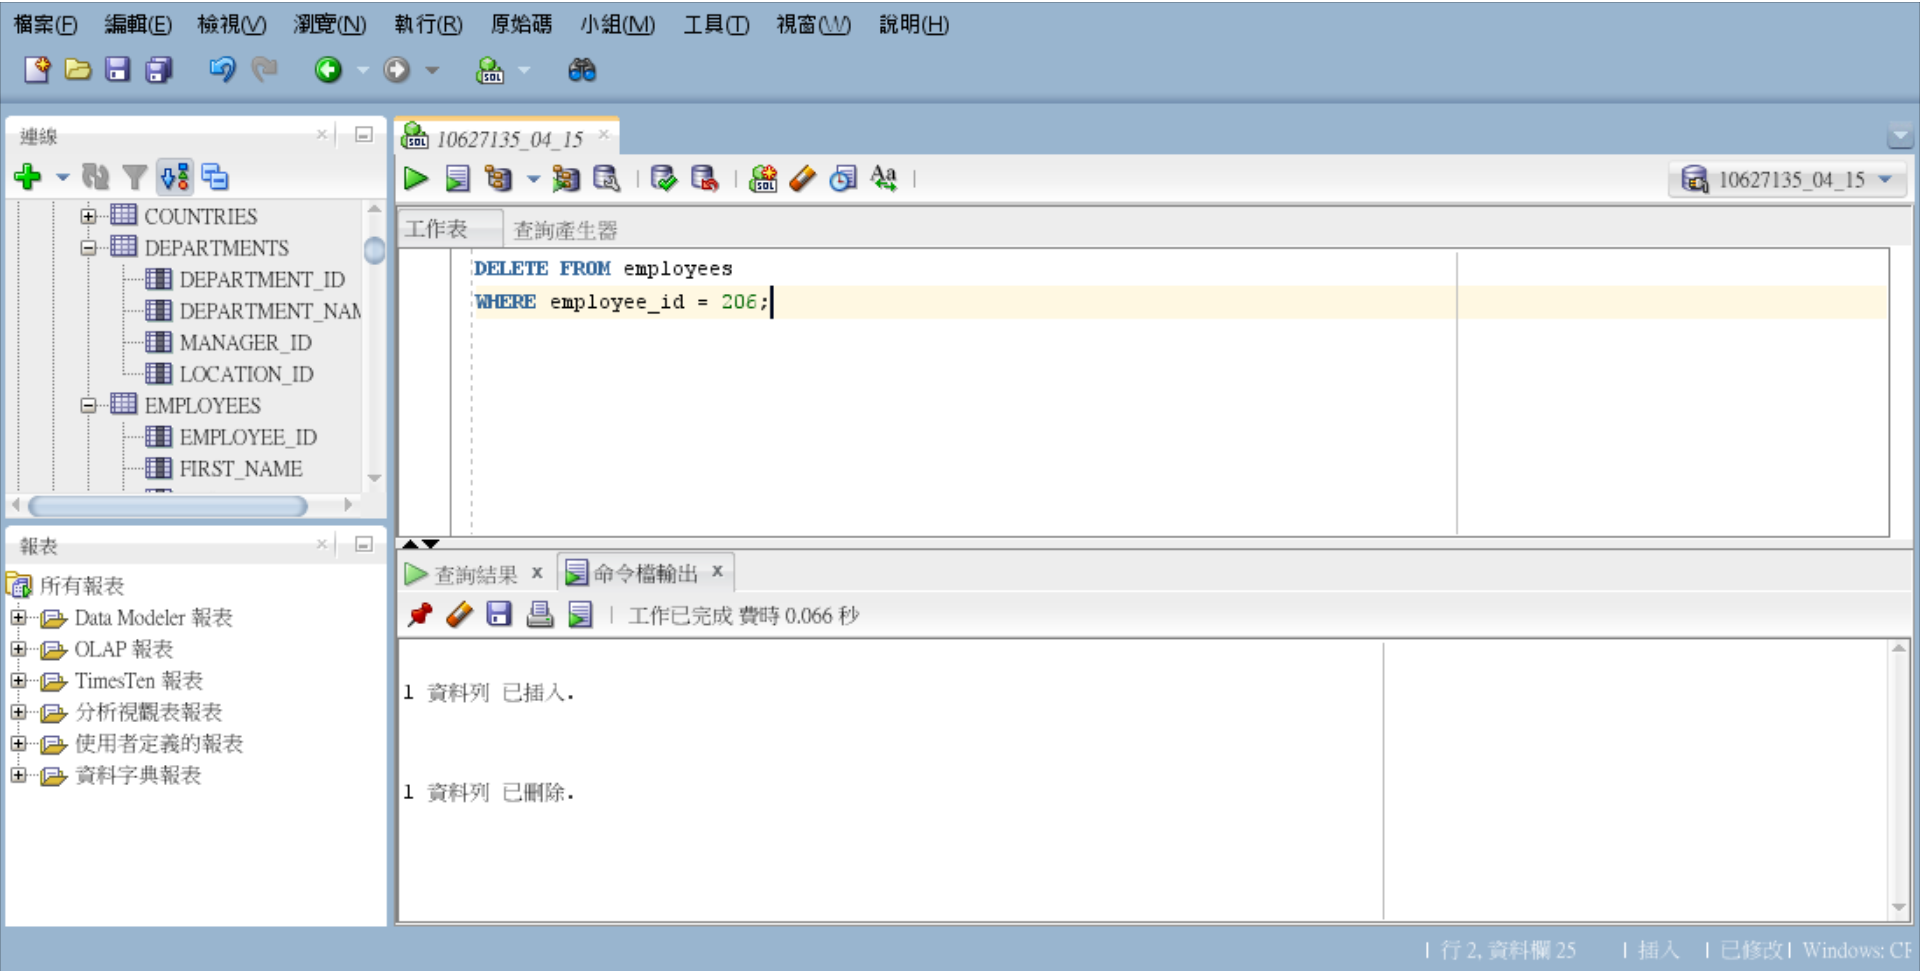 檔案(F) 編輯(E) 檢視(V) 瀏覽(N) 執行(R) 原始碼 小組(M) 工具(T) 視窗(W) 說明(H)
連線
COUNTRIES
DEPARTMENTS
DEPARTMENT_ID
DEPARTMENT_NAM
MANAGER_ID
LOCATION_ID
EMPLOYEES
EMPLOYEE_ID
FIRST_NAME
報表
所有報表
Data Modeler 報表
OLAP 報表
TimesTen 報表
分析視觀表報表
使用者定義的報表
資料字典報表
10627135_04_15
10627135_04_15
工作表 查詢產生器
DELETE FROM employees
WHERE employee_id = 206;
查詢結果 x 命令檔輸出 x
工作已完成 費時 0.066 秒
1 資料列 已插入.
1 資料列 已刪除.
行 2, 資料欄 25 插入 已修改 Windows: CF